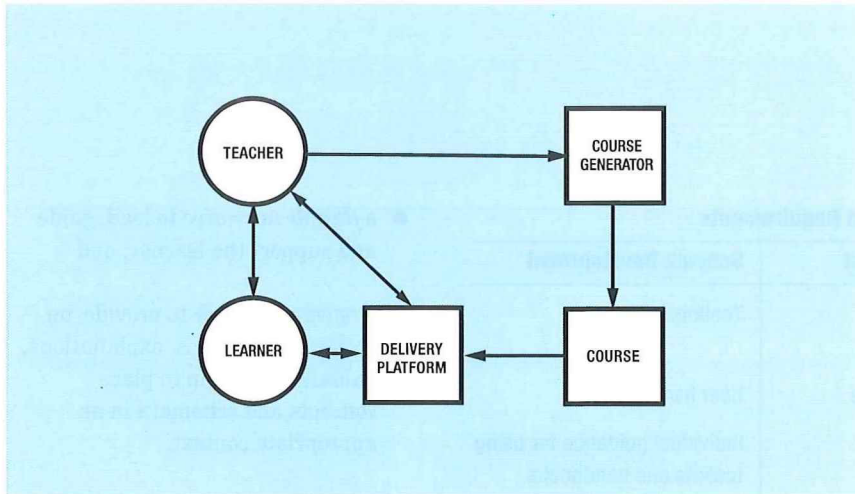 TEACHER
COURSE
GENERATOR
LEARNER
DELIVERY
PLATFORM
COURSE